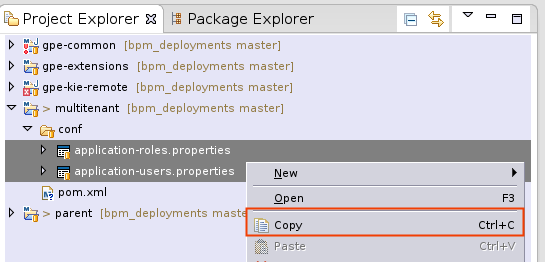 Project Explorer Package Explorer
gpe-common [bpm_deployments master]
gpe-extensions [bpm_deployments master]
gpe-kie-remote [bpm_deployments master]
> multitenant [bpm_deployments master]
conf
application-roles.properties
application-users.properties
New
pom.xml
Open F3
> parent [bpm_deployments maste
Copy Ctrl+C
Paste Ctrl+V